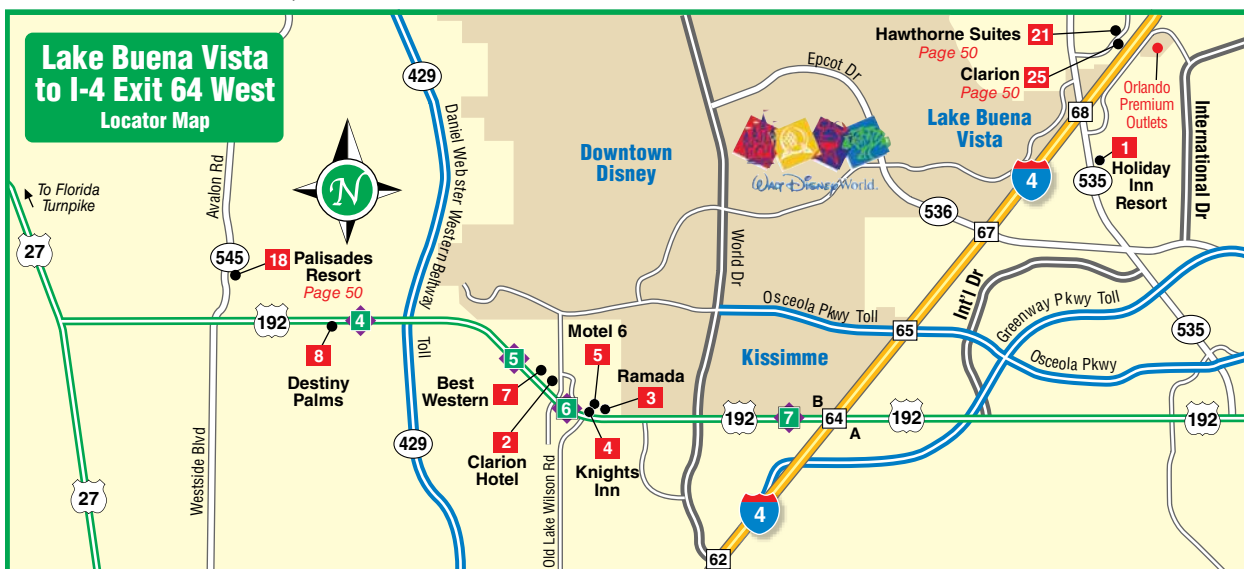 Lake Buena Vista
to I-4 Exit 64 West
Locator Map
Hawthorne Suites 21
Page 50
Clarion 25
Page 50
Orlando
Premium
Outlets
Epcot Dr
Lake Buena
Vista
68
International Dr
1
Holiday
Inn
Resort
535
4
429
Daniel Webster Western Beltway
Toll
Downtown
Disney
Walt Disney World.
536
67
To Florida
Turnpike
27
Avalon Rd
N
545
18 Palisades
Resort
Page 50
World Dr
Int'l Dr
Greenway Pkwy Toll
Osceola Pkwy Toll
65
Osceola Pkwy
535
192
4
8
Destiny
Palms
5
Best
Western 7
Motel 6
5
Ramada
3
Kissimme
6
2
Clarion
Hotel
4
Knights
Inn
192
7
B
64
A
192
192
429
Westside Blvd
27
Old Lake Wilson Rd
4
62